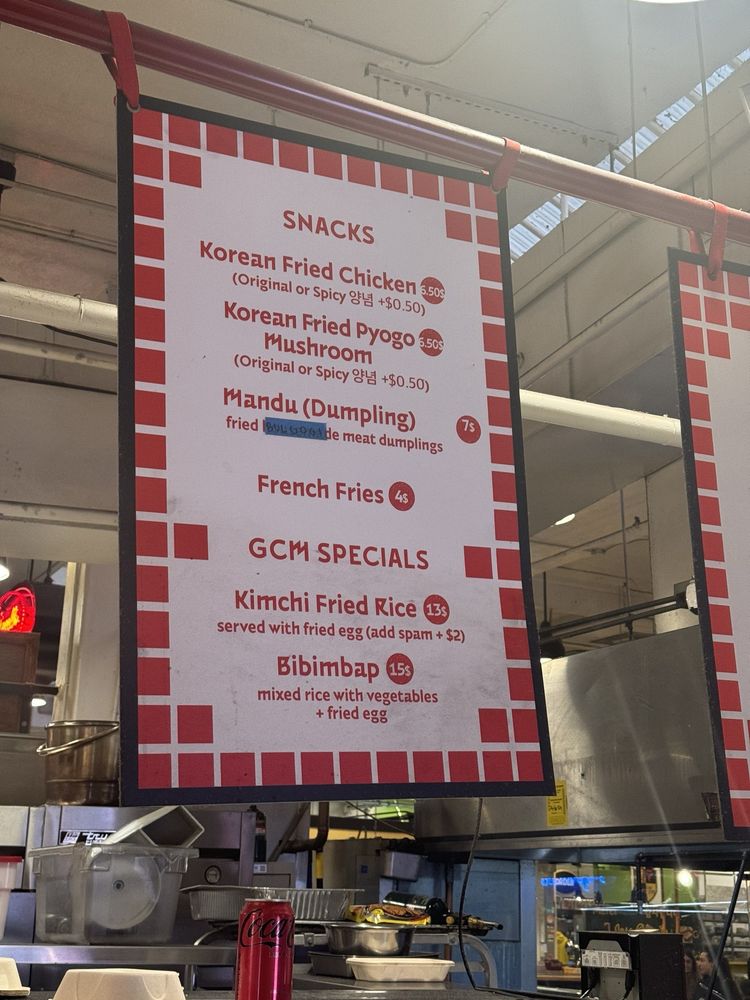 SNACKS
Korean Fried Chicken 6.50$
(Original or Spicy 양념 +$0.50)
Korean Fried Pyogo 6.50$
Mushroom
(Original or Spicy 양념 +$0.50)
Mandu (Dumpling) 7$
fried BULGOGI de meat dumplings
French Fries 4$
GCM SPECIALS
Kimchi Fried Rice 13$
served with fried egg (add spam + $2)
Bibimbap 15$
mixed rice with vegetables
+ fried egg
Coca